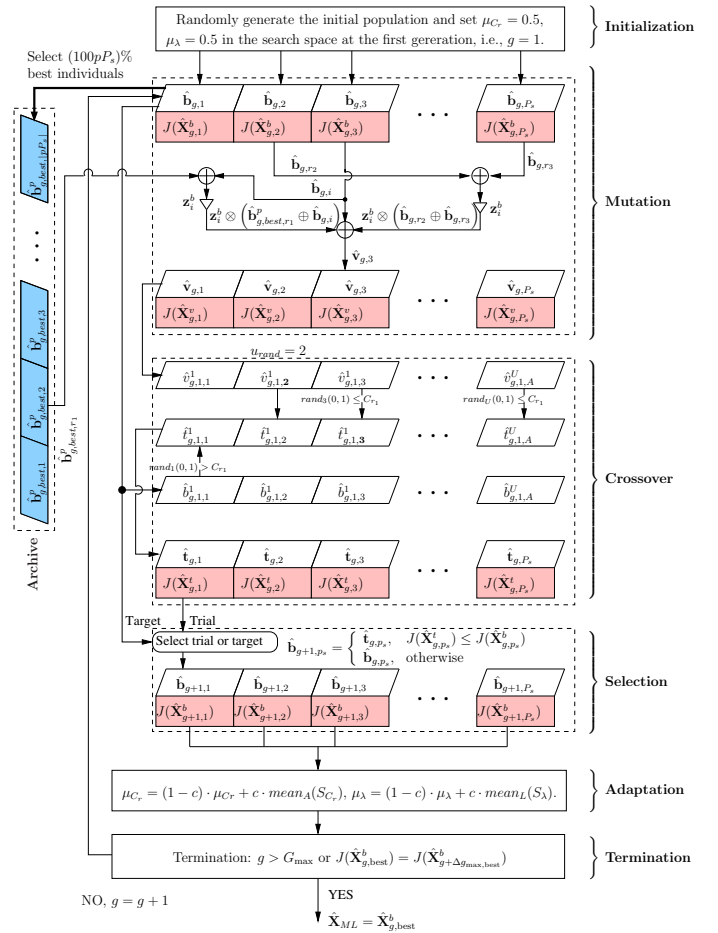 Randomly generate the initial population and set μ_{C_r} = 0.5,
μ_λ = 0.5 in the search space at the first gereration, i.e., g = 1.
Initialization
Select (100pP_s)%
best individuals
b̂_{g,1} b̂_{g,2} b̂_{g,3} · · · b̂_{g,P_s}
J(X̂^b_{g,1}) J(X̂^b_{g,2}) J(X̂^b_{g,3}) J(X̂^b_{g,P_s})
b̂^p_{g,best,⌊pP_s⌋}
b̂_{g,r_2}
b̂_{g,r_3}
b̂_{g,i}
z^b_i
z^b_i
Mutation
z^b_i ⊗ (b̂^p_{g,best,r_1} ⊕ b̂_{g,i})
z^b_i ⊗ (b̂_{g,r_2} ⊕ b̂_{g,r_3})
v̂_{g,3}
v̂_{g,1} v̂_{g,2} v̂_{g,3} · · · v̂_{g,P_s}
J(X̂^v_{g,1}) J(X̂^v_{g,2}) J(X̂^v_{g,3}) J(X̂^v_{g,P_s})
· · ·
b̂^p_{g,best,3}
b̂^p_{g,best,2}
b̂^p_{g,best,1}
b̂^p_{g,best,r_1}
Archive
u_{rand} = 2
v̂^1_{g,1,1} v̂^1_{g,1,2} v̂^1_{g,1,3} · · · v̂^U_{g,1,A}
rand_3(0, 1) ≤ C_{r_1}
rand_U(0, 1) ≤ C_{r_1}
t̂^1_{g,1,1} t̂^1_{g,1,2} t̂^1_{g,1,3} · · · t̂^U_{g,1,A}
rand_1(0, 1) > C_{r_1}
Crossover
b̂^1_{g,1,1} b̂^1_{g,1,2} b̂^1_{g,1,3} · · · b̂^U_{g,1,A}
t̂_{g,1} t̂_{g,2} t̂_{g,3} · · · t̂_{g,P_s}
J(X̂^t_{g,1}) J(X̂^t_{g,2}) J(X̂^t_{g,3}) J(X̂^t_{g,P_s})
Target Trial
Select trial or target
b̂_{g+1,p_s} = { t̂_{g,p_s}, J(X̂^t_{g,p_s}) ≤ J(X̂^b_{g,p_s})
b̂_{g,p_s}, otherwise
Selection
b̂_{g+1,1} b̂_{g+1,2} b̂_{g+1,3} · · · b̂_{g+1,P_s}
J(X̂^b_{g+1,1}) J(X̂^b_{g+1,2}) J(X̂^b_{g+1,3}) J(X̂^b_{g+1,P_s})
μ_{C_r} = (1−c) · μ_{Cr} + c · mean_A(S_{C_r}), μ_λ = (1−c) · μ_λ + c · mean_L(S_λ).
Adaptation
Termination: g > G_max or J(X̂^b_{g,best}) = J(X̂^b_{g+Δg_{max,best}})
Termination
NO, g = g + 1
YES
X̂_{ML} = X̂^b_{g,best}